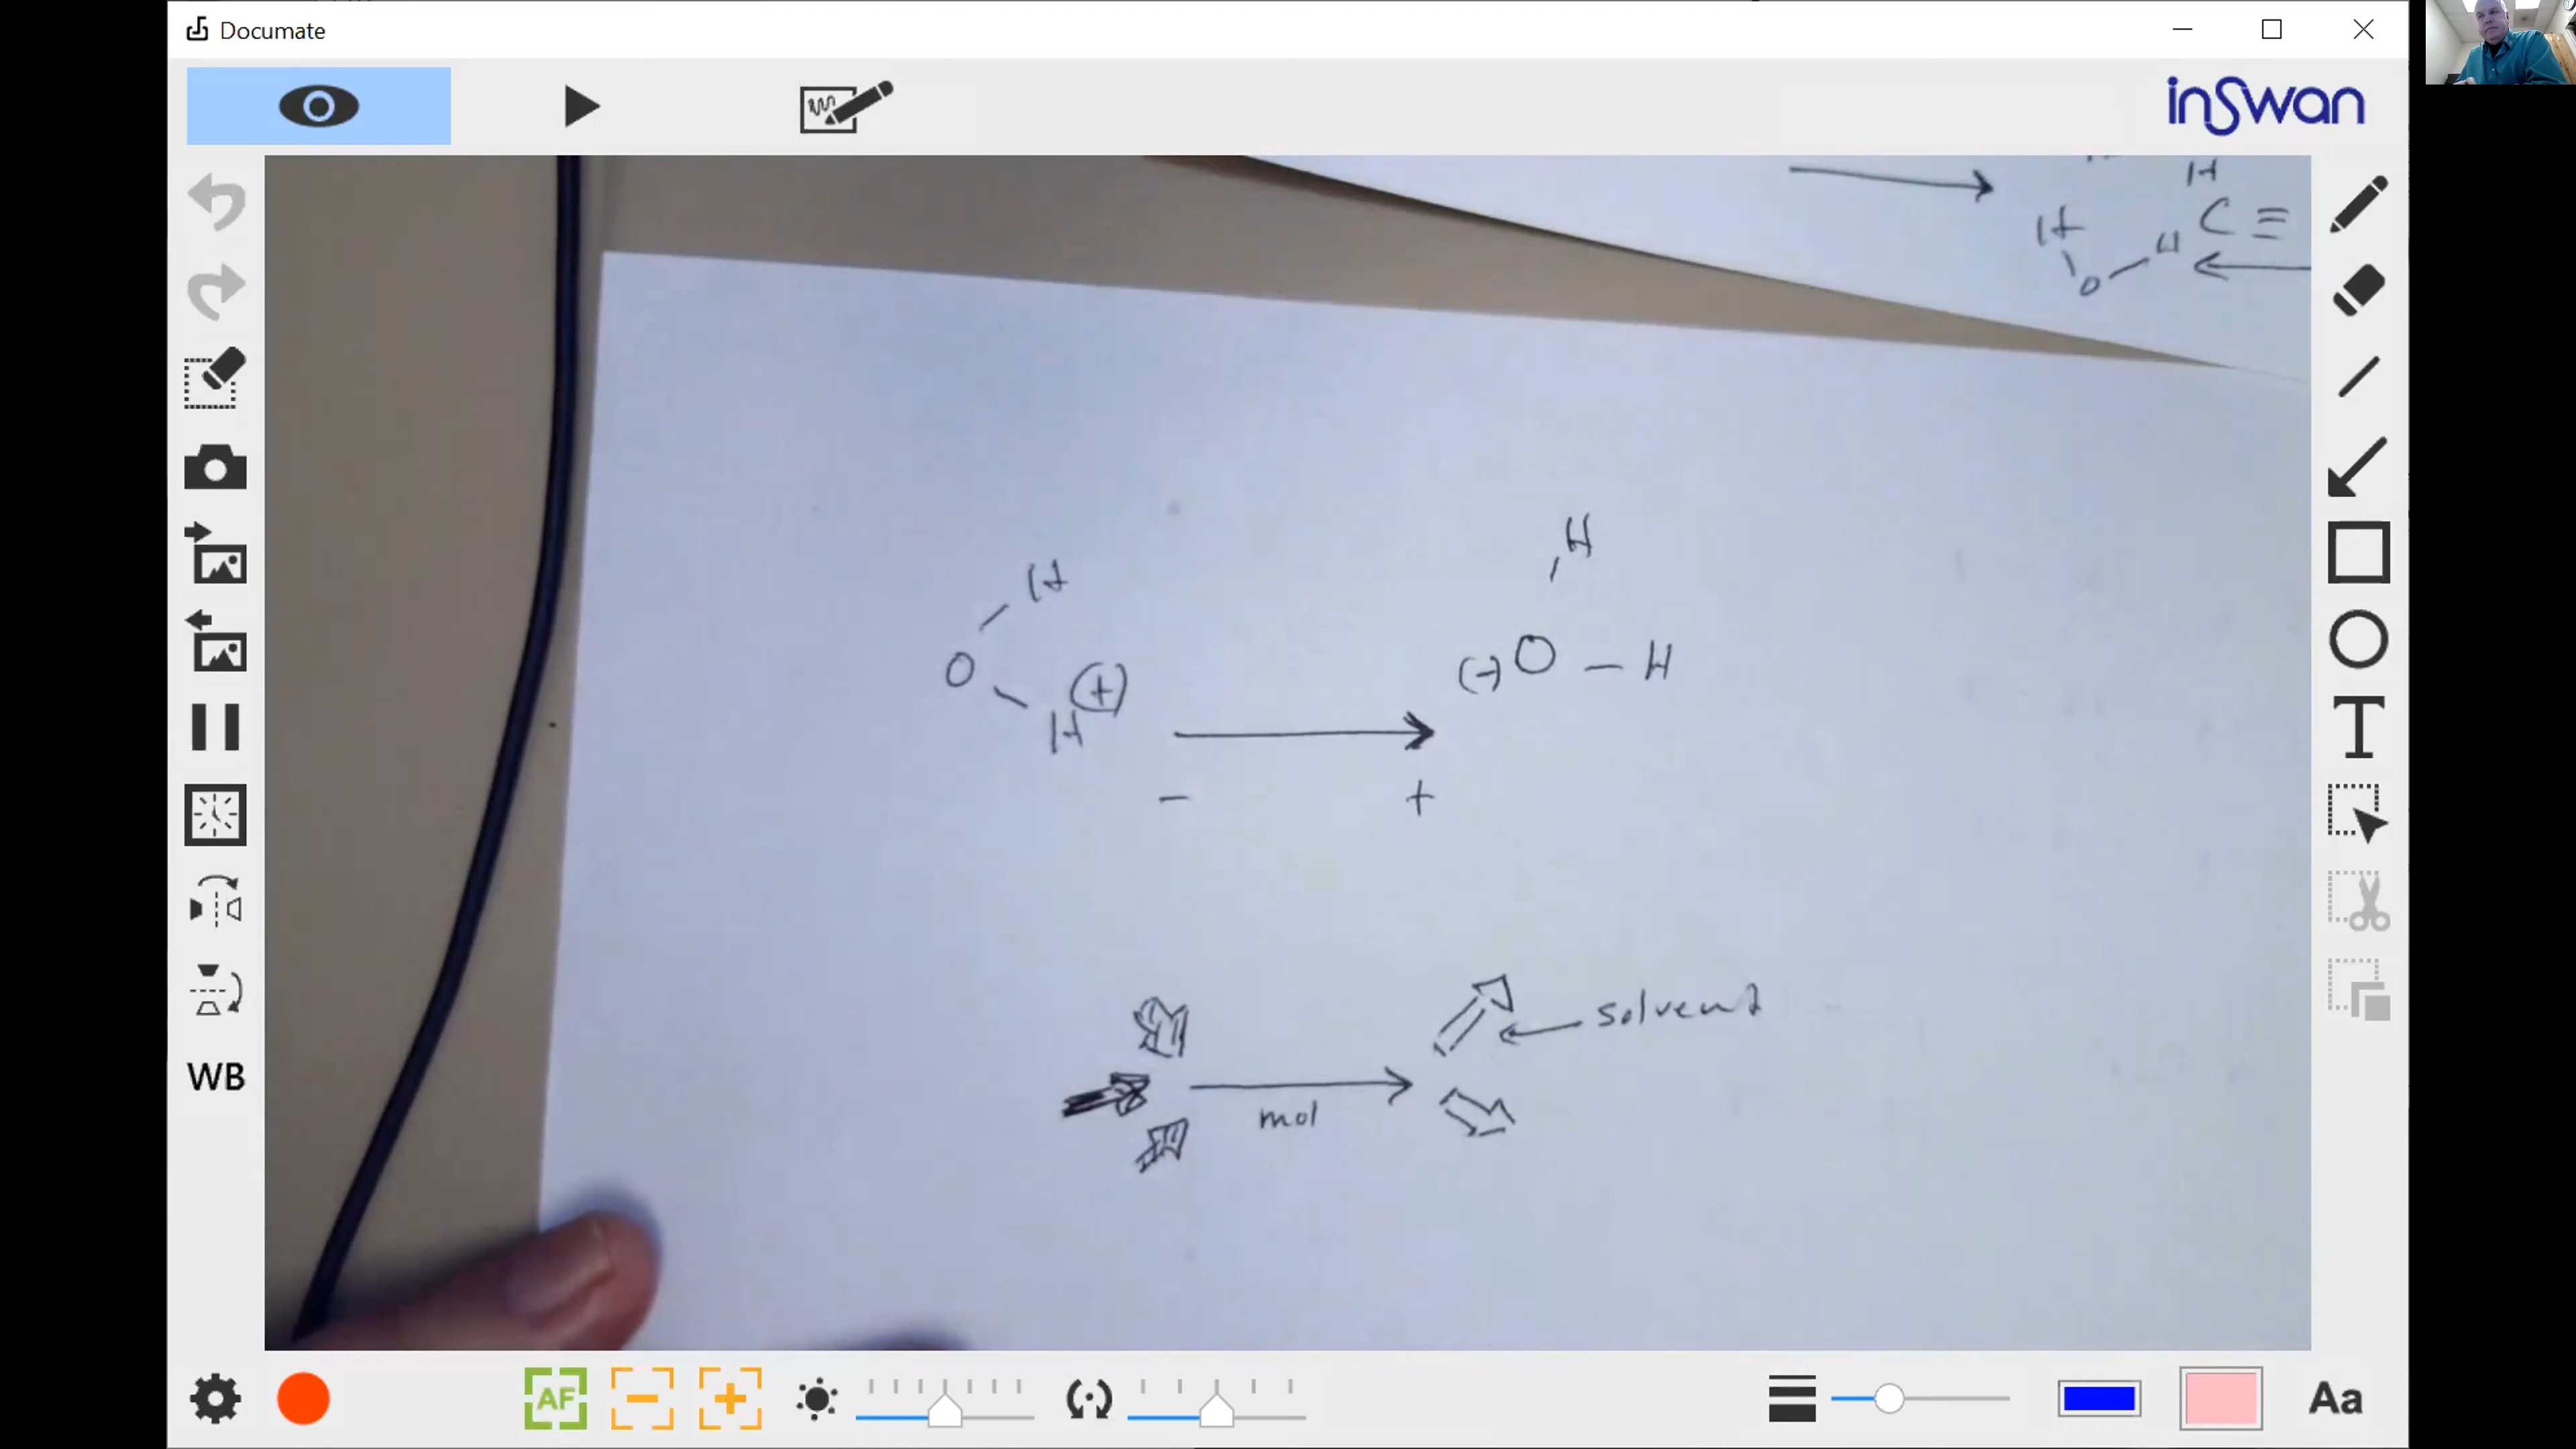 Documate
inswan
H
H C ≡
O H
H
H
O
(+)
H
(-) O - H
- +
solvent
mol
WB
AF
T
Aa